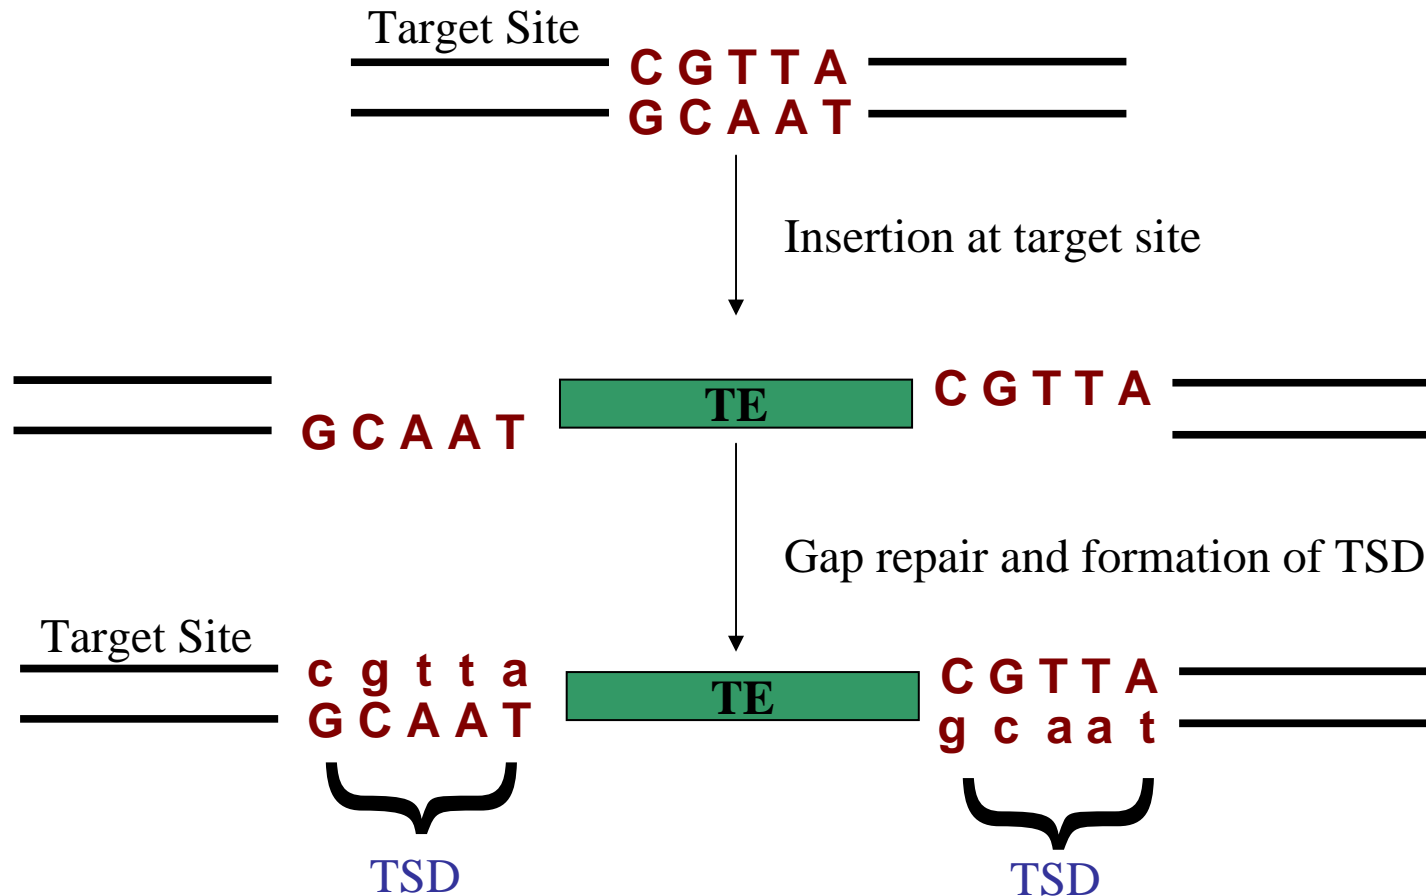 Target Site
C G T T A
G C A A T
Insertion at target site
G C A A T TE C G T T A
Gap repair and formation of TSD
Target Site
c g t t a TE C G T T A
G C A A T g c a a t
TSD TSD